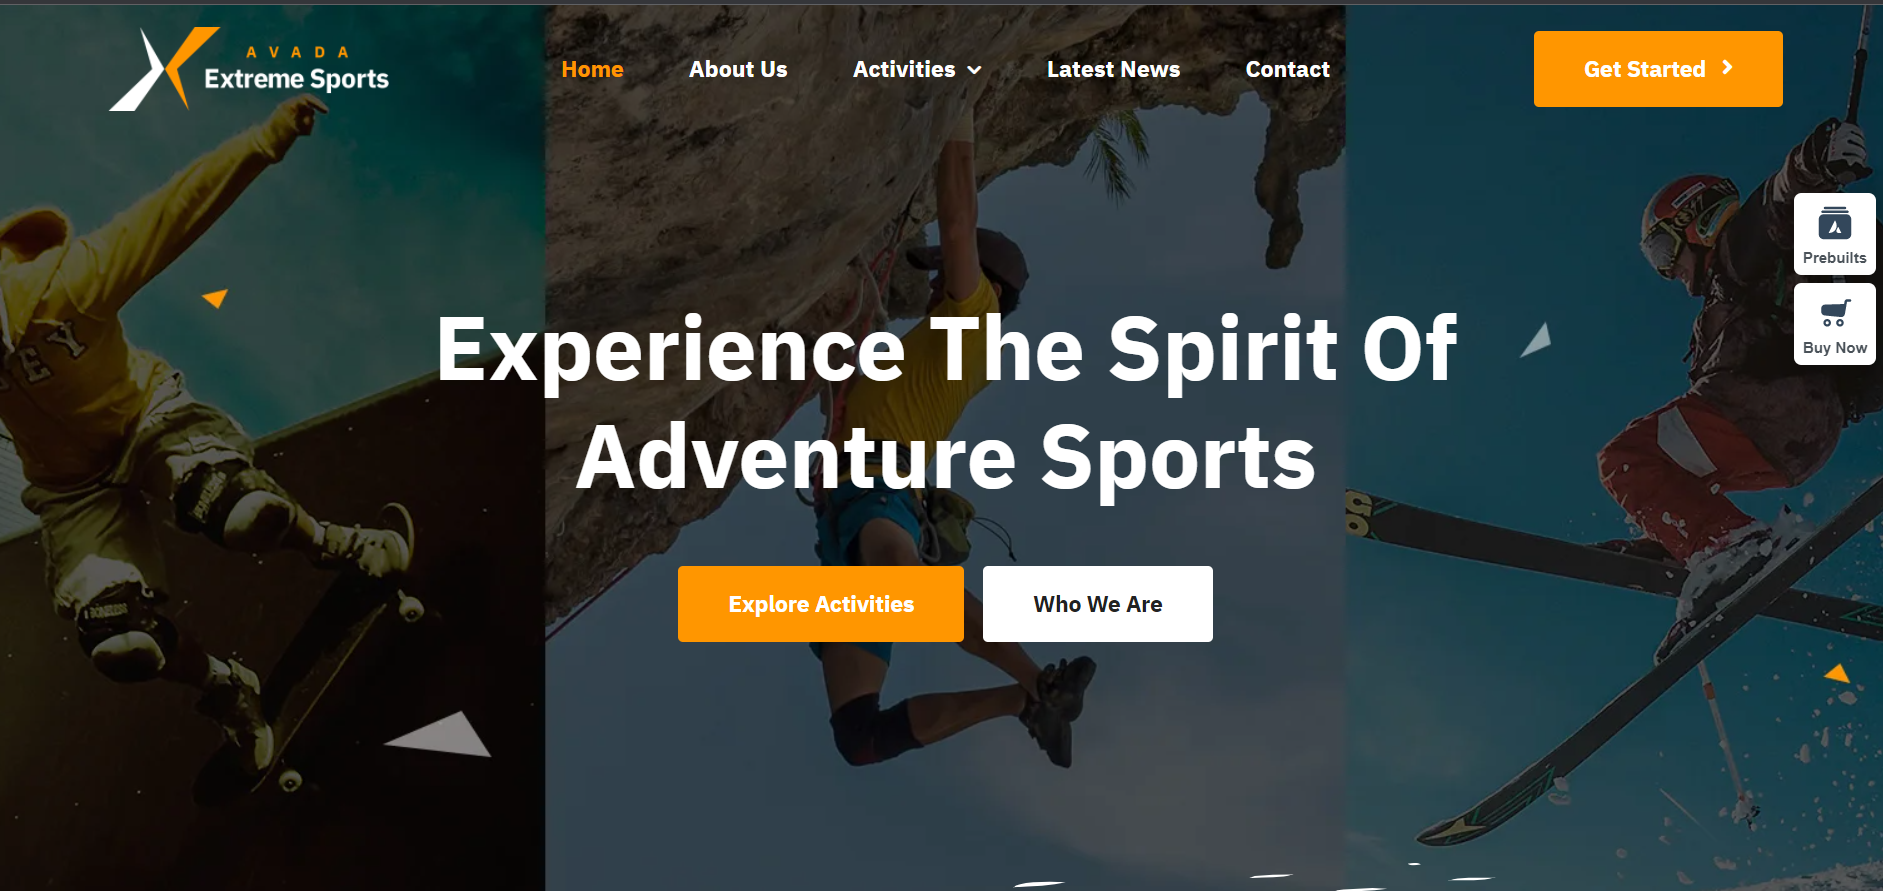 AVADA
Extreme Sports
Home
About Us
Activities
Latest News
Contact
Get Started
Prebuilts
Buy Now
Experience The Spirit Of
Adventure Sports
Explore Activities
Who We Are